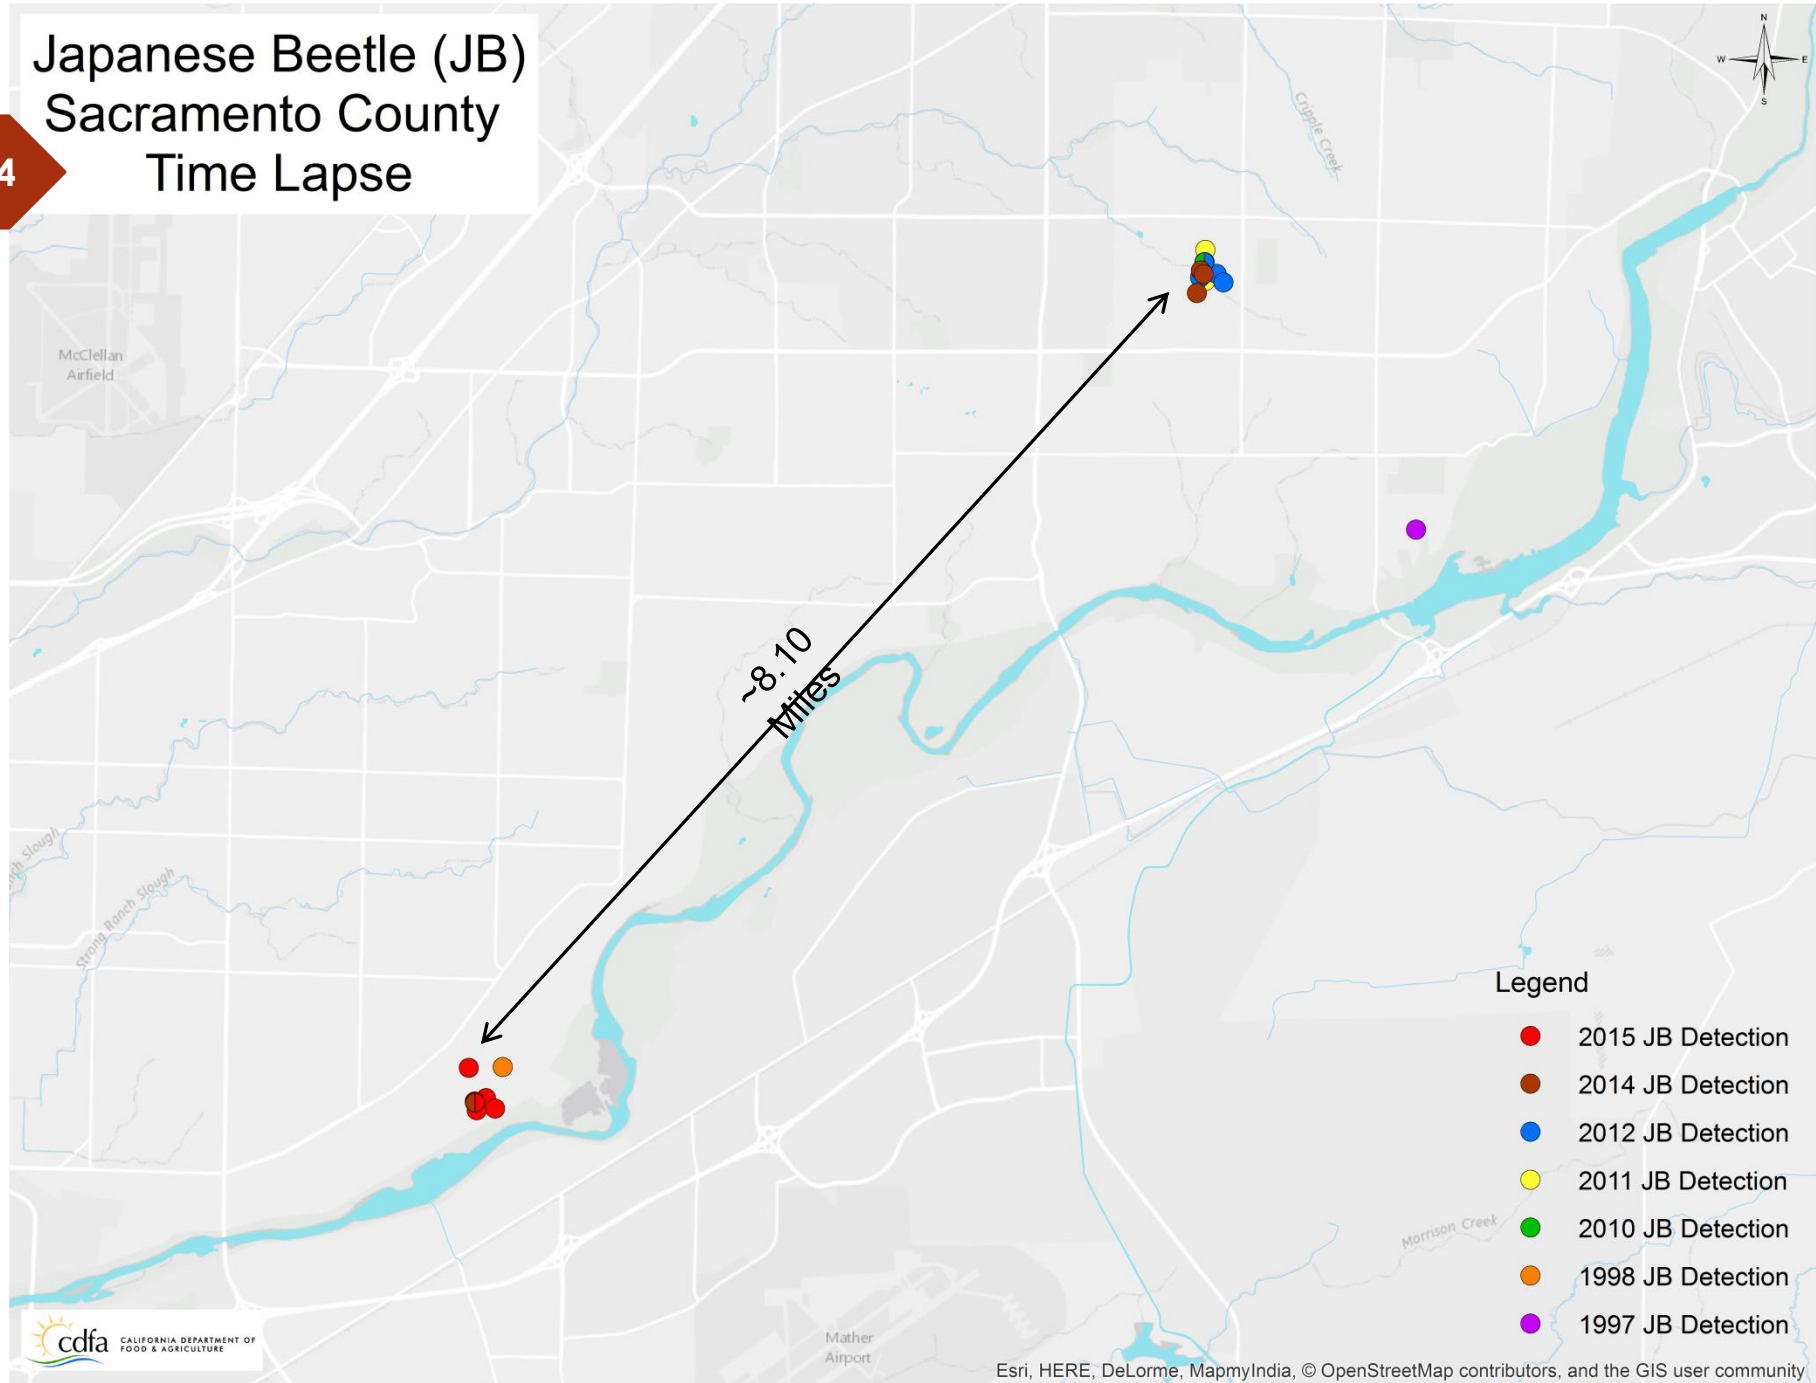 Japanese Beetle (JB)
Sacramento County
Time Lapse
4
N
W
E
S
Cripple Creek
McClellan
Airfield
~8.10
Miles
nch Slough
Strong Ranch Slough
Legend
2015 JB Detection
2014 JB Detection
2012 JB Detection
2011 JB Detection
2010 JB Detection
1998 JB Detection
1997 JB Detection
Morrison Creek
Mather
Airport
cdfa
CALIFORNIA DEPARTMENT OF
FOOD & AGRICULTURE
Esri, HERE, DeLorme, MapmyIndia, © OpenStreetMap contributors, and the GIS user community